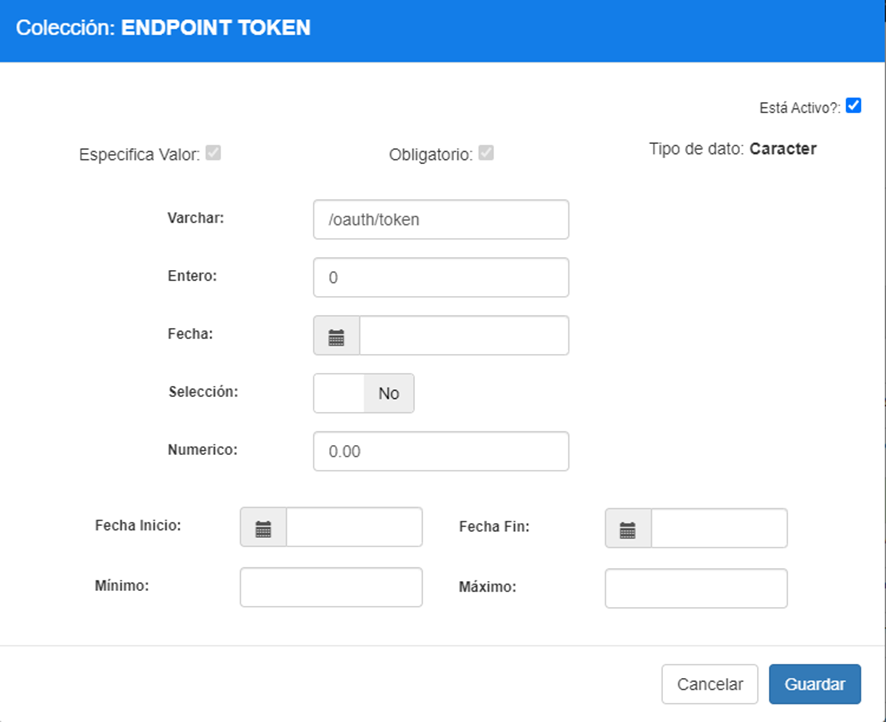 Colección: ENDPOINT TOKEN
Está Activo?:
Especifica Valor:
Obligatorio:
Tipo de dato: Caracter
Varchar:
/oauth/token
Entero:
0
Fecha:
Selección:
No
Numerico:
0.00
Fecha Inicio:
Fecha Fin:
Mínimo:
Máximo:
Cancelar
Guardar